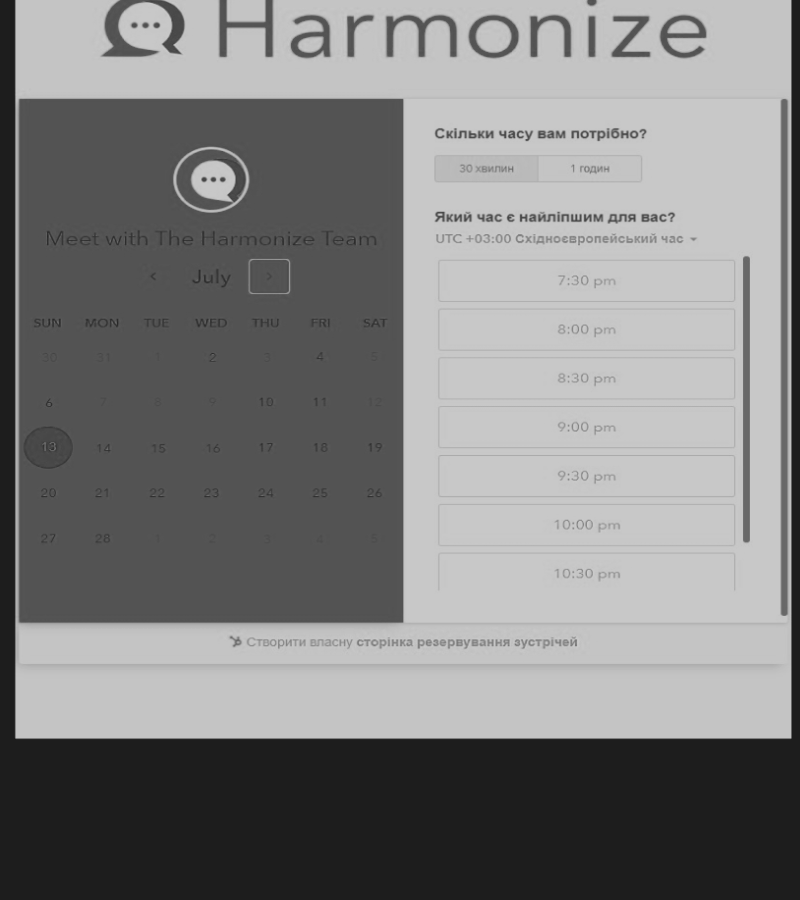 Harmonize
Meet with The Harmonize Team
< July >
SUN MON TUE WED THU FRI SAT
30 31 1 2 3 4 5
6 7 8 9 10 11 12
13 14 15 16 17 18 19
20 21 22 23 24 25 26
27 28 1 2 3 4 5
Скільки часу вам потрібно?
30 хвилин 1 годин
Який час є найліпшим для вас?
UTC +03:00 Східноєвропейський час
7:30 pm
8:00 pm
8:30 pm
9:00 pm
9:30 pm
10:00 pm
10:30 pm
Створити власну сторінка резервування зустрічей